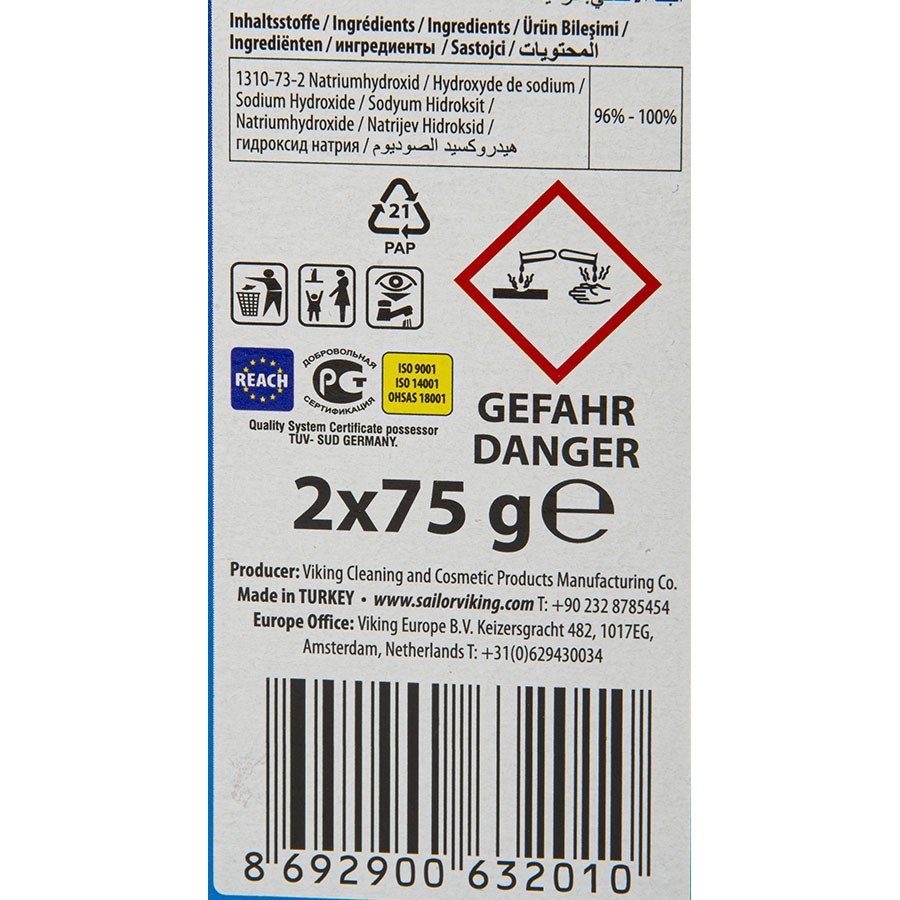 Inhaltsstoffe / Ingrédients / Ingredients / Ürün Bileşimi /
Ingrediënten / ингредиенты / Sastojci / المحتويات
1310-73-2 Natriumhydroxid / Hydroxyde de sodium /
Sodium Hydroxide / Sodyum Hidroksit /
Natriumhydroxide / Natrijev Hidroksid /
гидроксид натрия / هيدروكسيد الصوديوم
96% - 100%
21
PAP
REACH
ДОБРОВОЛЬНАЯ
РСТ
СЕРТИФИКАЦИЯ
ISO 9001
ISO 14001
OHSAS 18001
Quality System Certificate possessor
TUV- SUD GERMANY.
GEFAHR
DANGER
2x75 g℮
Producer: Viking Cleaning and Cosmetic Products Manufacturing Co.
Made in TURKEY • www.sailorviking.com T: +90 232 8785454
Europe Office: Viking Europe B.V. Keizersgracht 482, 1017EG,
Amsterdam, Netherlands T: +31(0)629430034
8 692900 632010